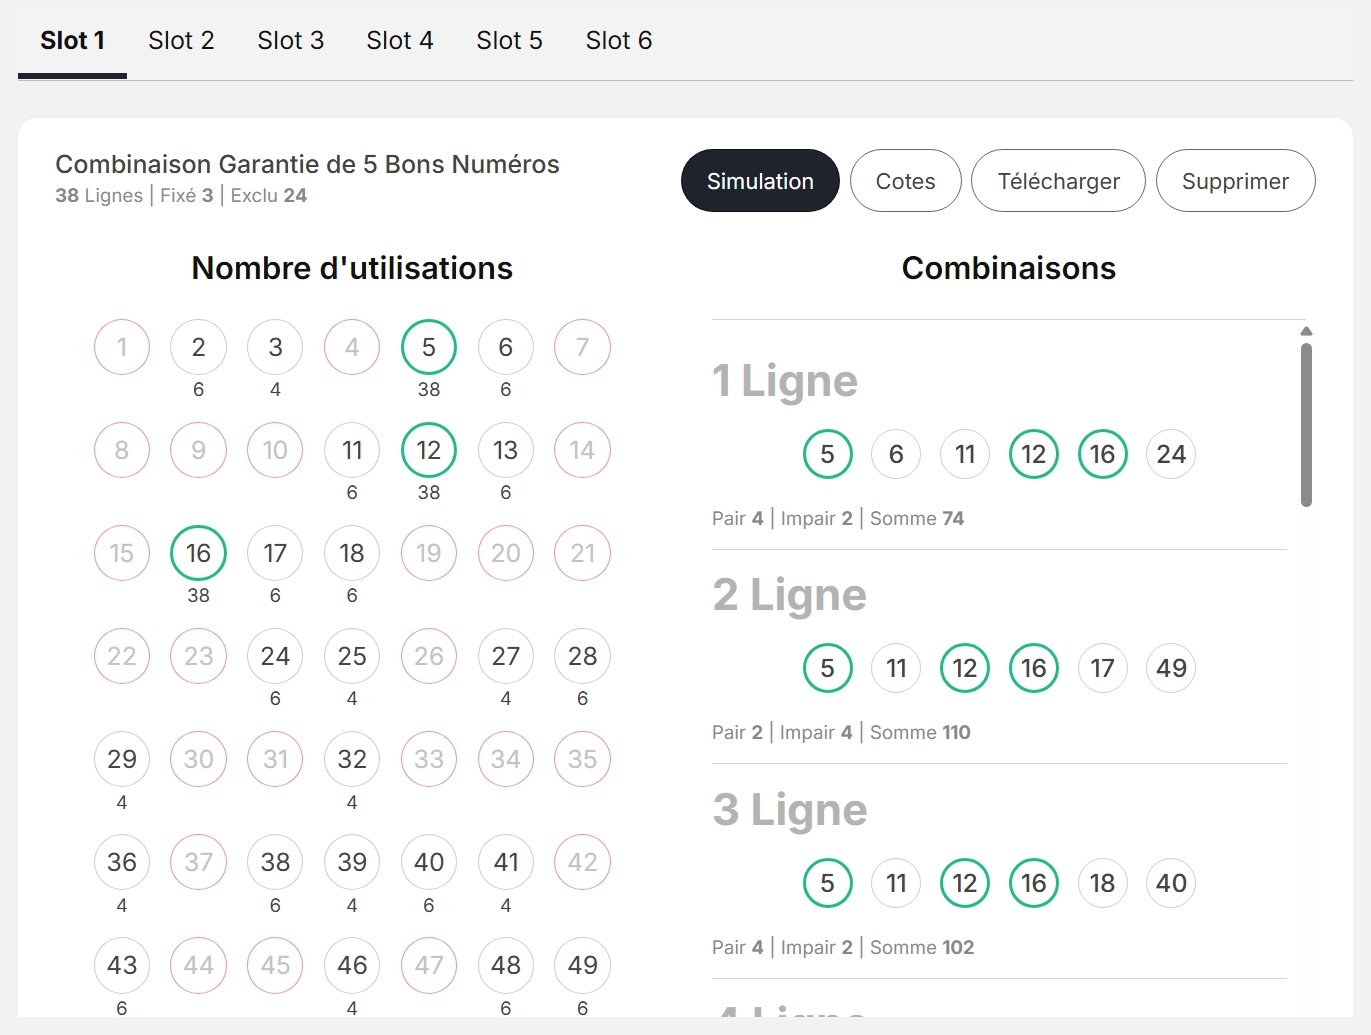 Slot 1 Slot 2 Slot 3 Slot 4 Slot 5 Slot 6
Combinaison Garantie de 5 Bons Numéros
38 Lignes | Fixé 3 | Exclu 24
Simulation Cotes Télécharger Supprimer
Nombre d'utilisations
1 2 3 4 5 6 7
6 4 38 6
8 9 10 11 12 13 14
6 38 6
15 16 17 18 19 20 21
38 6 6
22 23 24 25 26 27 28
6 4 4 6
29 30 31 32 33 34 35
4 4
36 37 38 39 40 41 42
4 6 4 6 4
43 44 45 46 47 48 49
6 4 6 6
Combinaisons
1 Ligne
5 6 11 12 16 24
Pair 4 | Impair 2 | Somme 74
2 Ligne
5 11 12 16 17 49
Pair 2 | Impair 4 | Somme 110
3 Ligne
5 11 12 16 18 40
Pair 4 | Impair 2 | Somme 102
4 Ligne